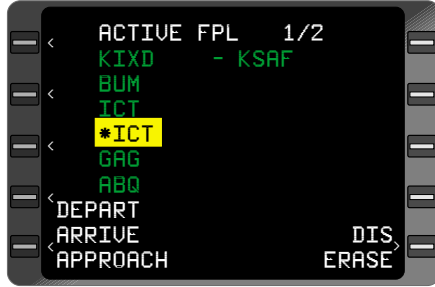 ACTIVE FPL 1/2
KIXD - KSAF
BUM
ICT
*ICT
GAG
ABQ
DEPART
ARRIVE DIS
APPROACH ERASE